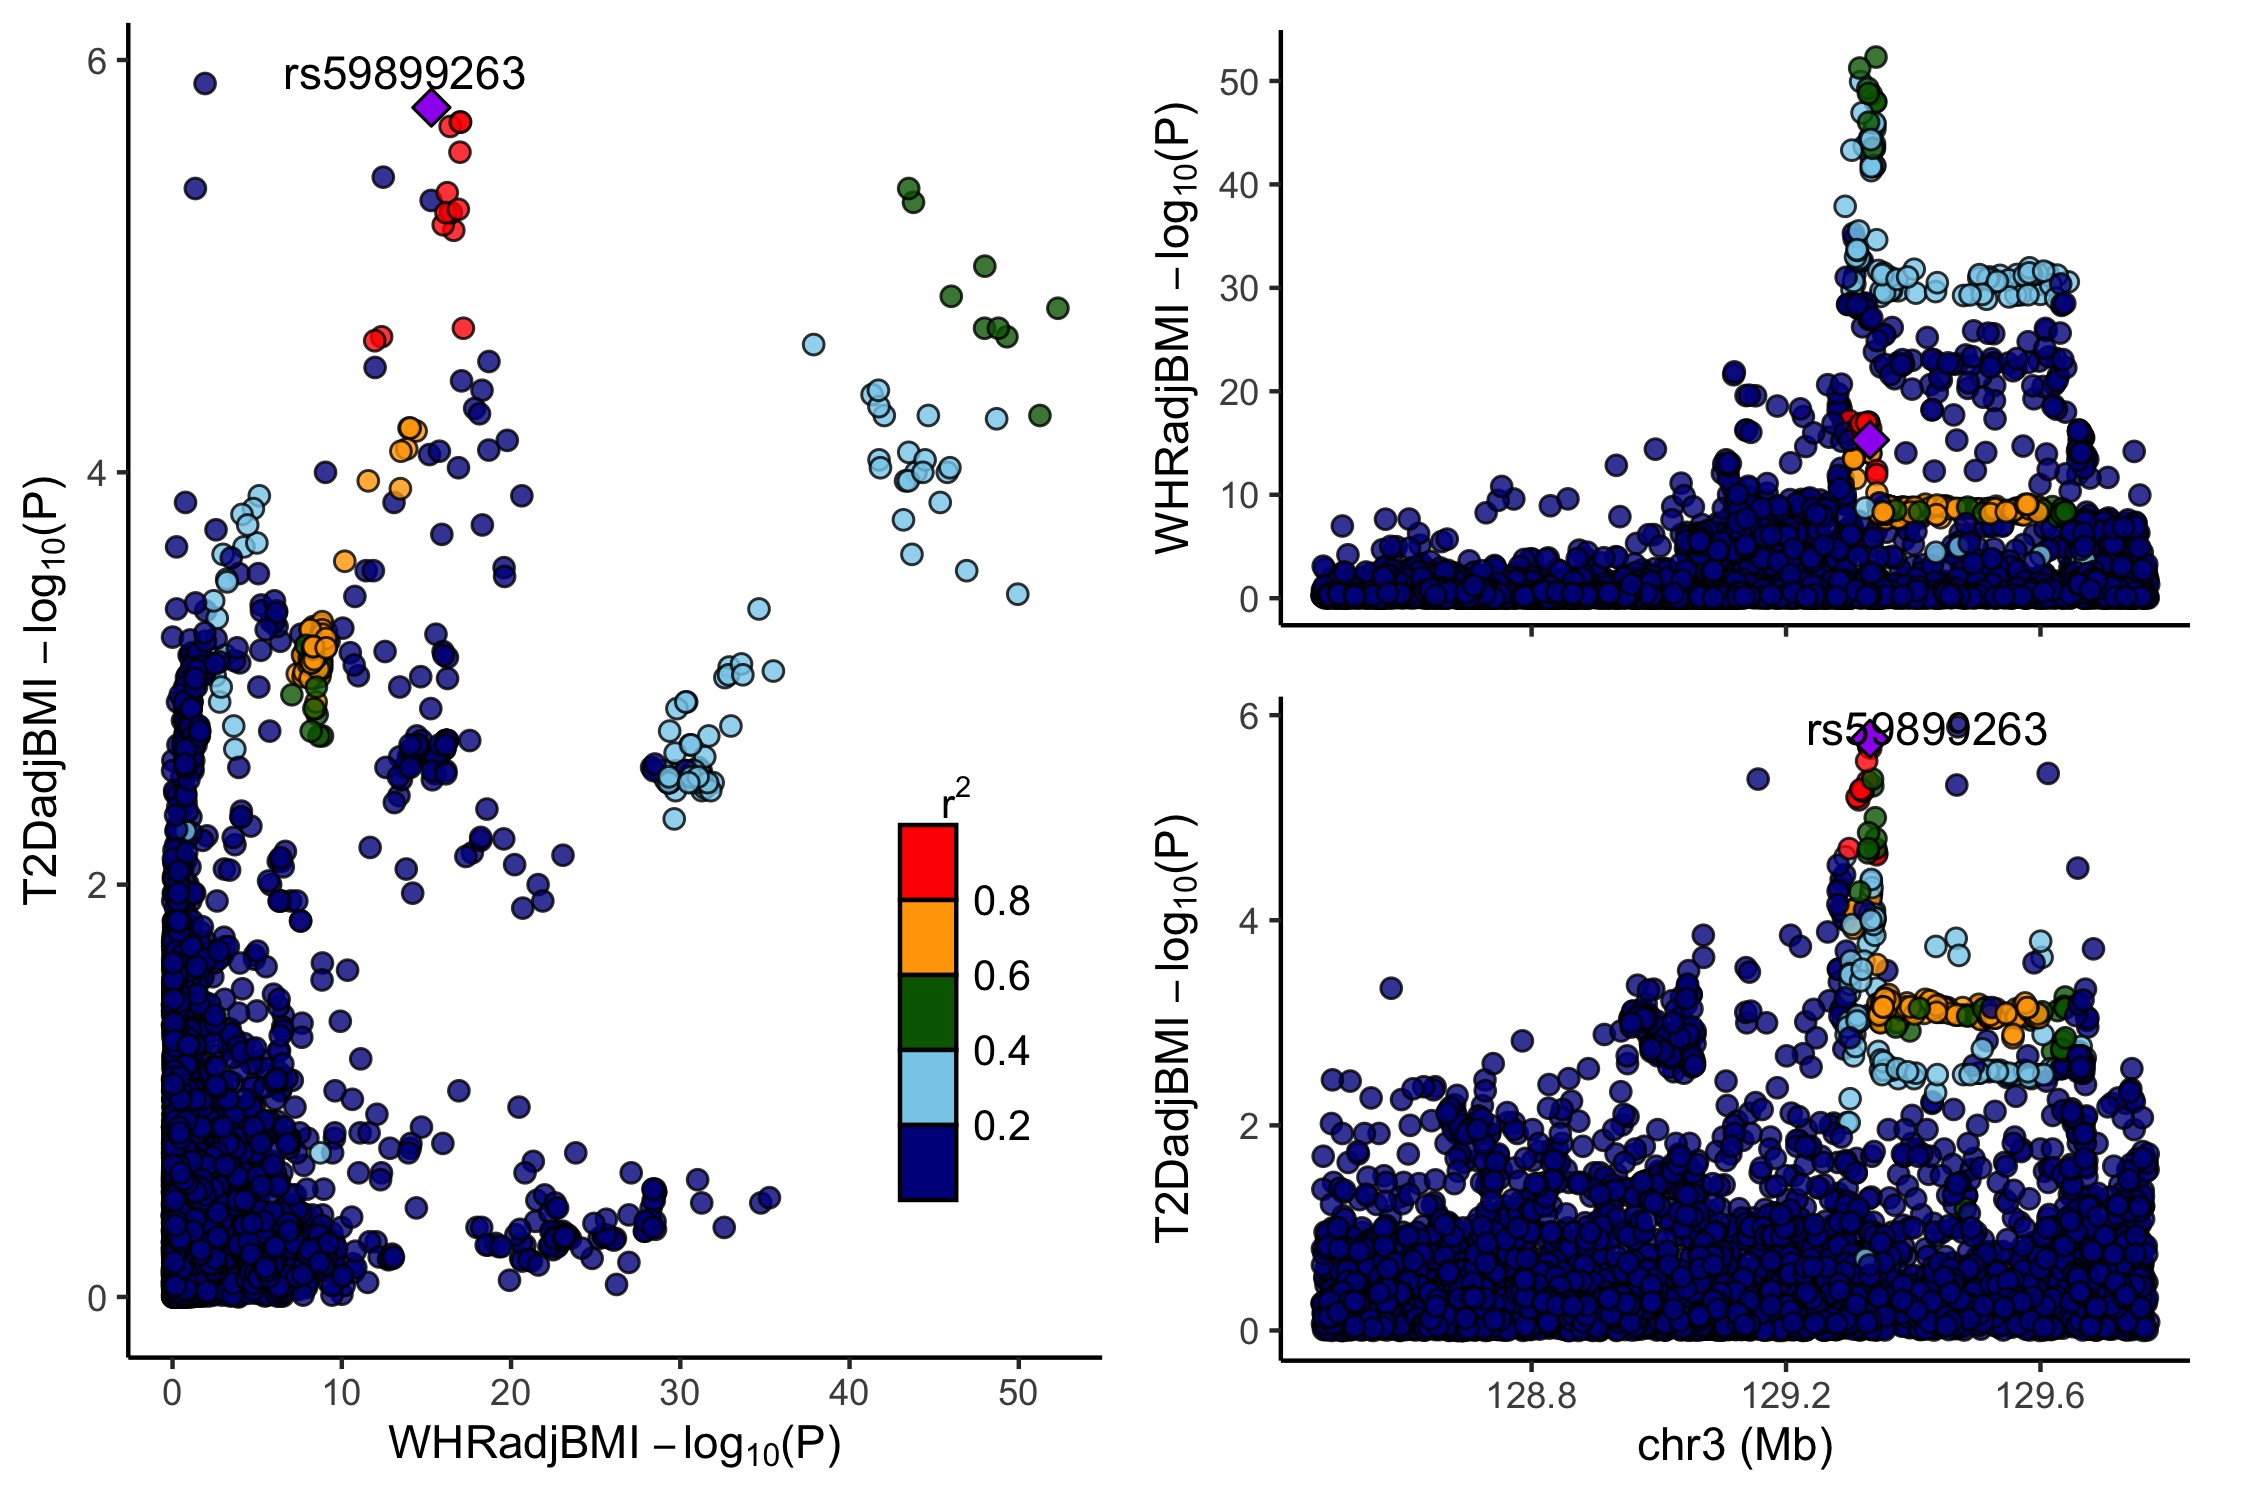 rs59899263
6
4
2
0
T2DadjBMI −log₁₀(P)
0 10 20 30 40 50
WHRadjBMI −log₁₀(P)
r²
0.8
0.6
0.4
0.2
50
40
30
20
10
0
WHRadjBMI −log₁₀(P)
rs59899263
6
4
2
0
T2DadjBMI −log₁₀(P)
128.8 129.2 129.6
chr3 (Mb)